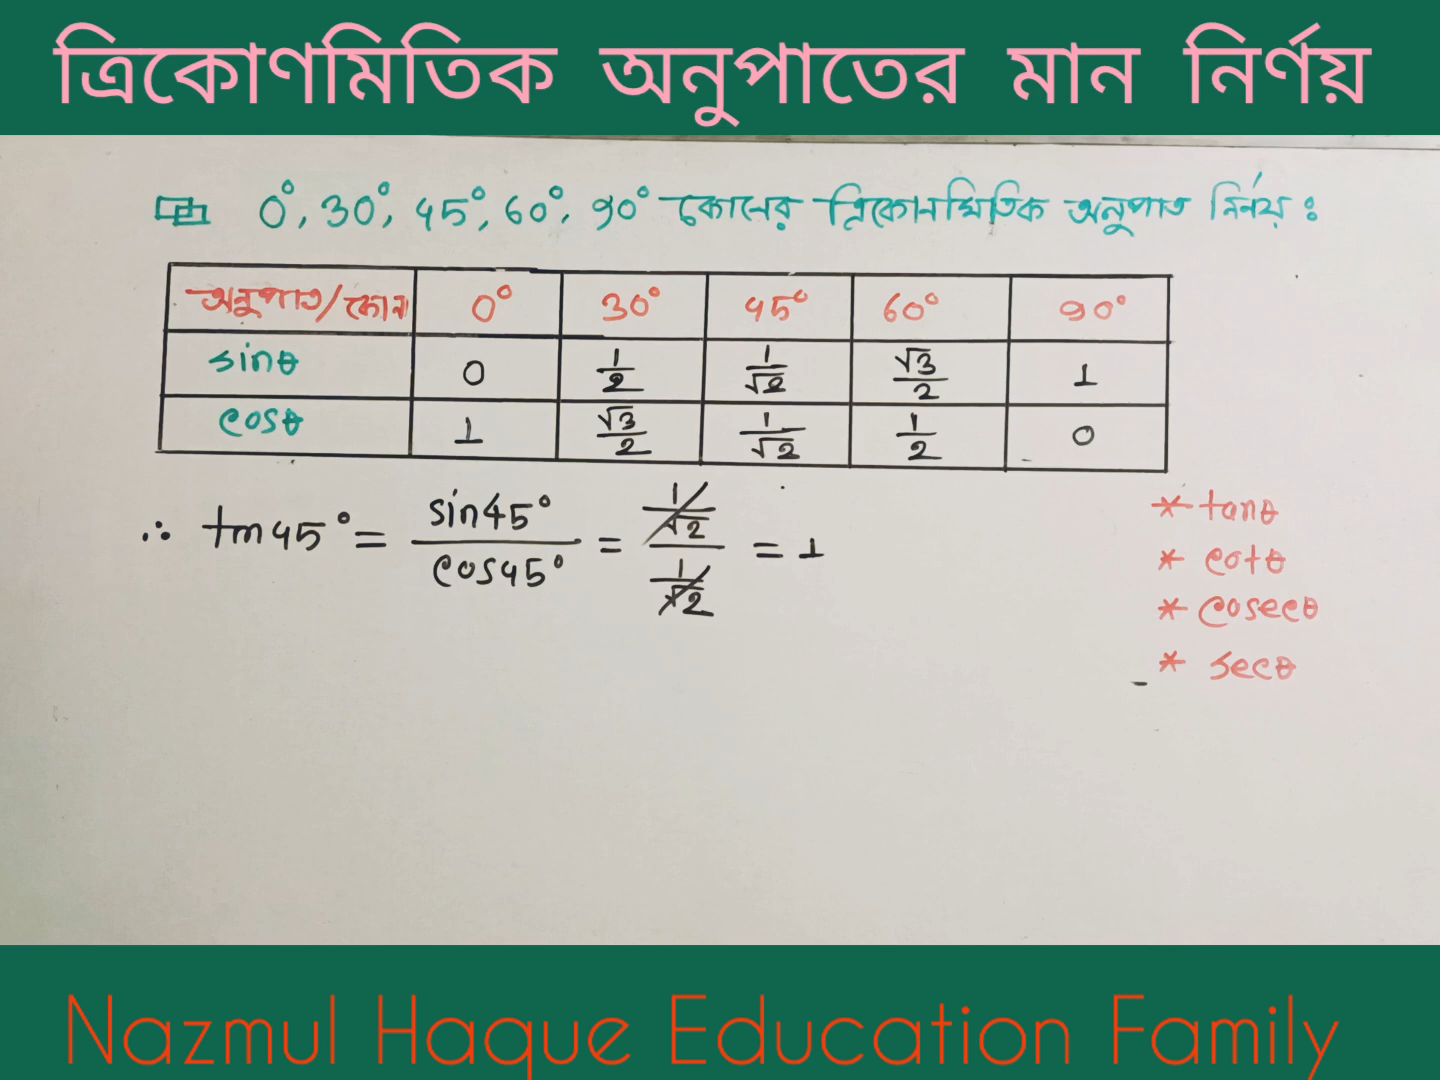 ত্রিকোণমিতিক অনুপাতের মান নির্ণয়
0°, 30°, 45°, 60°, 90° কোনের ত্রিকোনমিতিক অনুপাত নির্নয়ঃ
অনুপাত/কোন 0° 30° 45° 60° 90°
sinθ 0 1/2 1/√2 √3/2 1
cosθ 1 √3/2 1/√2 1/2 0
∴ tan45° = sin45°/cos45° = (1/√2)/(1/√2) = 1
* tanθ
* cotθ
* cosecθ
* secθ
Nazmul Haque Education Family